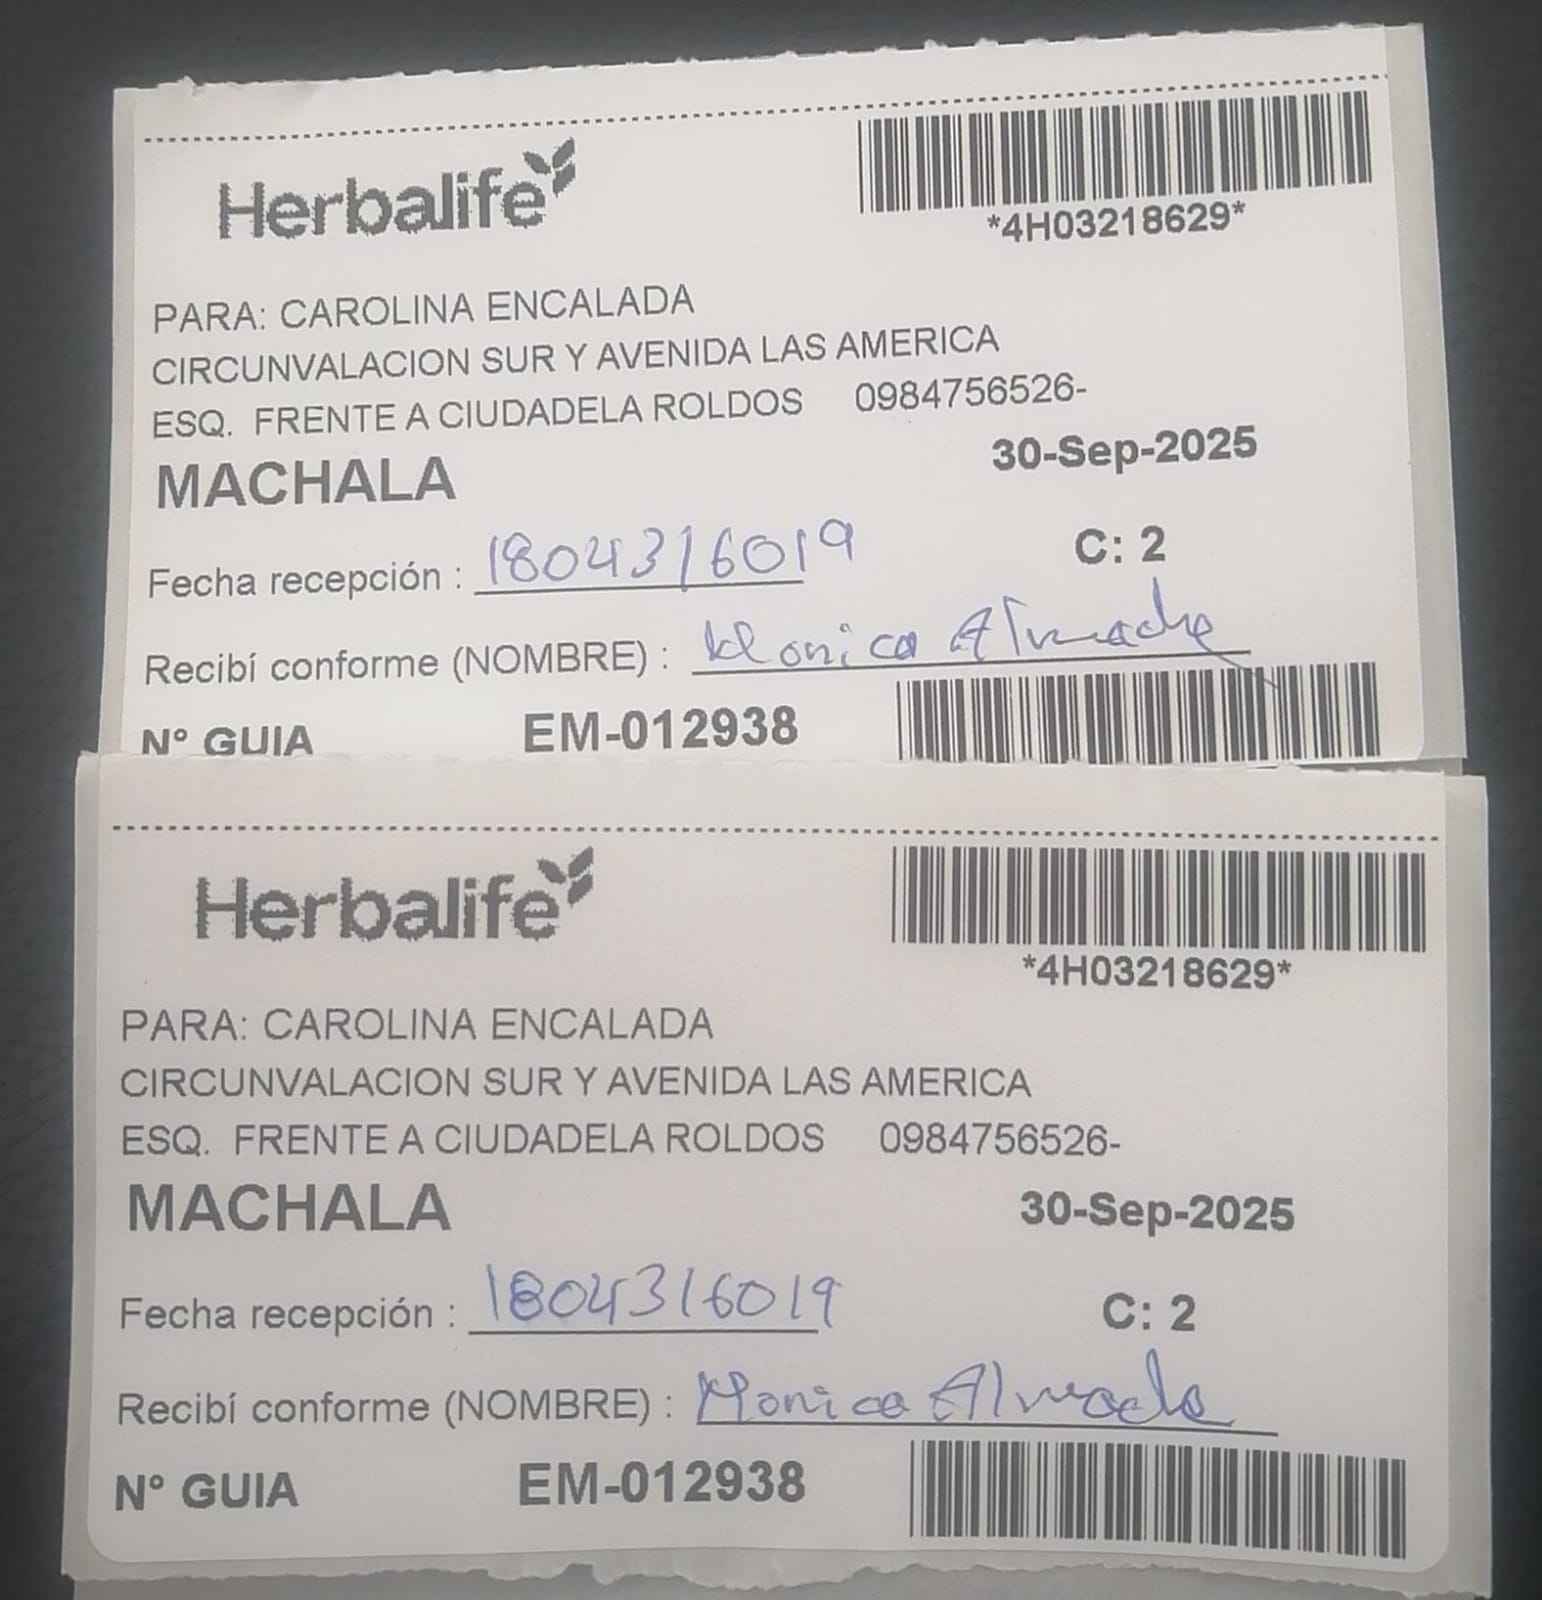 Herbalife
*4H03218629*
PARA: CAROLINA ENCALADA
CIRCUNVALACION SUR Y AVENIDA LAS AMERICA
ESQ. FRENTE A CIUDADELA ROLDOS 0984756526-
MACHALA 30-Sep-2025
Fecha recepción : 1804316019 C: 2
Recibí conforme (NOMBRE) : Monica
N° GUIA EM-012938
Herbalife
*4H03218629*
PARA: CAROLINA ENCALADA
CIRCUNVALACION SUR Y AVENIDA LAS AMERICA
ESQ. FRENTE A CIUDADELA ROLDOS 0984756526-
MACHALA 30-Sep-2025
Fecha recepción : 1804316019 C: 2
Recibí conforme (NOMBRE) : Monica
N° GUIA EM-012938